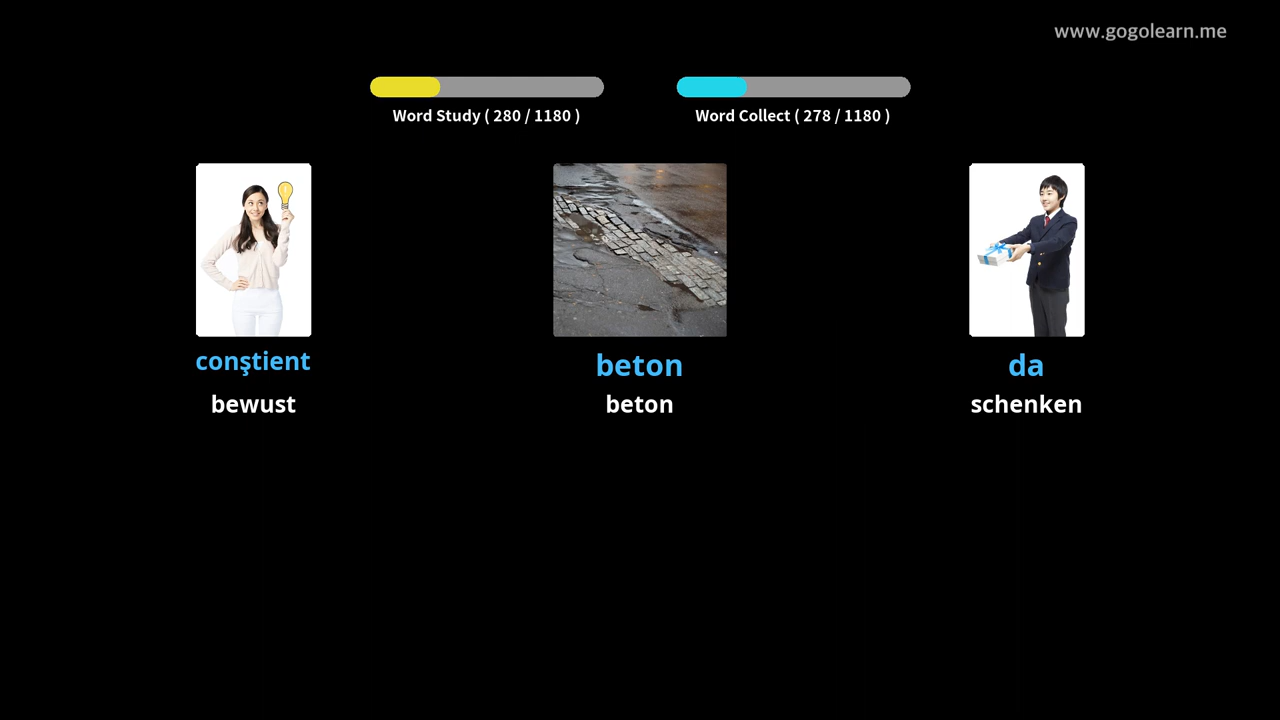 www.gogolearn.me
Word Study ( 280 / 1180 )
Word Collect ( 278 / 1180 )
conştient
beton
da
bewust
beton
schenken